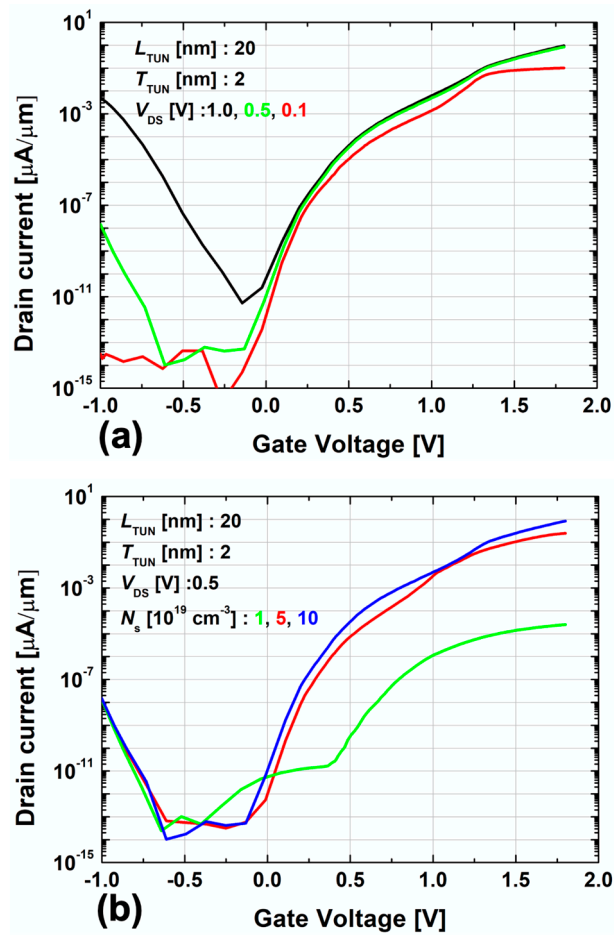 10^1
L_TUN [nm] : 20
T_TUN [nm] : 2
V_DS [V] :1.0, 0.5, 0.1
10^-3
10^-7
10^-11
10^-15
Drain current [μA/μm]
-1.0 -0.5 0.0 0.5 1.0 1.5 2.0
(a)
Gate Voltage [V]
10^1
L_TUN [nm] : 20
T_TUN [nm] : 2
V_DS [V] :0.5
N_s [10^19 cm^-3] : 1, 5, 10
10^-3
10^-7
10^-11
10^-15
Drain current [μA/μm]
-1.0 -0.5 0.0 0.5 1.0 1.5 2.0
(b)
Gate Voltage [V]